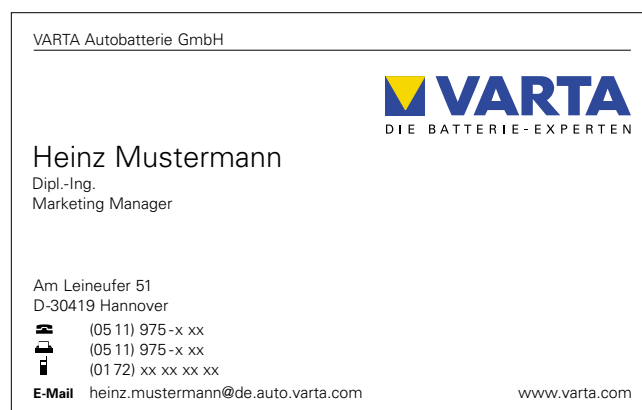 VARTA Autobatterie GmbH
VARTA
DIE BATTERIE-EXPERTEN
Heinz Mustermann
Dipl.-Ing.
Marketing Manager
Am Leineufer 51
D-30419 Hannover
(05 11) 975-x xx
(05 11) 975-x xx
(01 72) xx xx xx xx
E-Mail heinz.mustermann@de.auto.varta.com www.varta.com